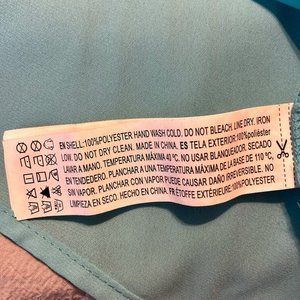 EN SHELL:100%POLYESTER HAND WASH COLD. DO NOT BLEACH. LINE DRY. IRON
LOW. DO NOT DRY CLEAN. MADE IN CHINA. ES TELA EXTERIOR:100% poliéster
LAVAR A MANO. TEMPERATURA MÁXIMA 40 ºC. NO USAR BLANQUEADOR. SECADO
EN TENDEDERO. PLANCHAR A UNA TEMPERATURA MÁXIMA DE LA BASE DE 110 ºC,
SIN VAPOR. PLANCHAR CON VAPOR PUEDE CAUSAR DAÑO IRREVERSIBLE. NO
LIMPIEZA EN SECO. HECHO EN CHINA. FR ÉTOFFE EXTÉRIEURE:100%POLYESTER